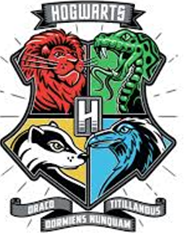 HOGWARTS
H
DRACO TITILLANDUS
DORMIENS NUNQUAM